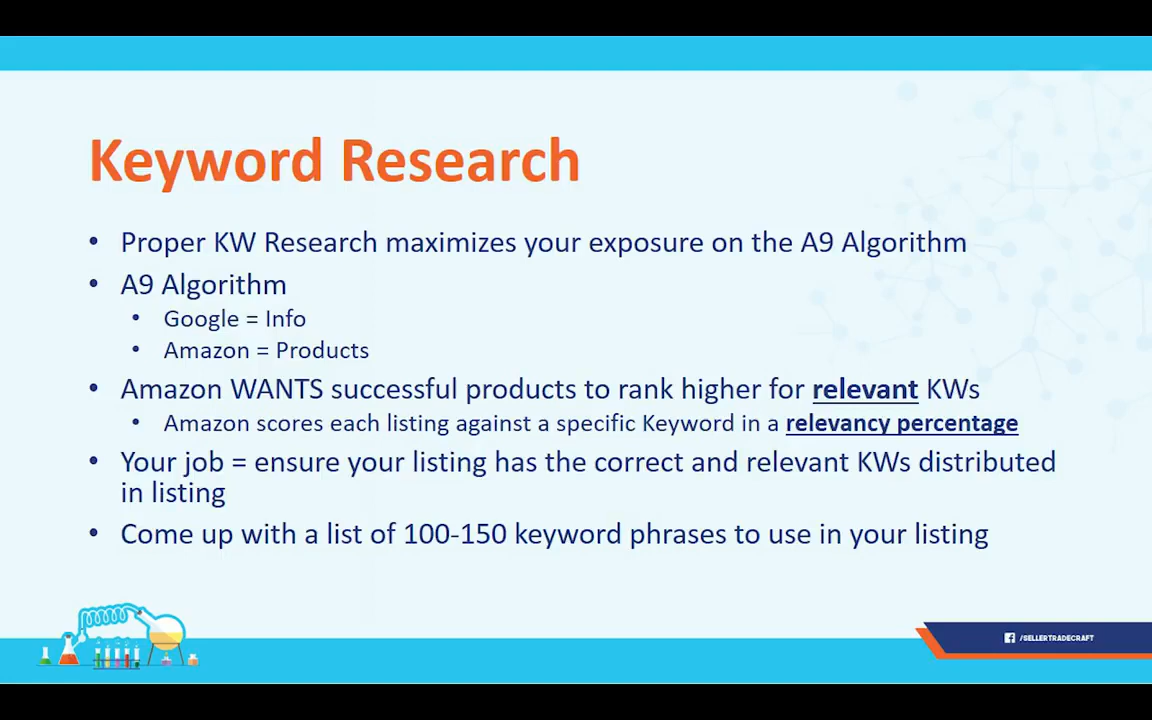 Keyword Research
• Proper KW Research maximizes your exposure on the A9 Algorithm
• A9 Algorithm
• Google = Info
• Amazon = Products
• Amazon WANTS successful products to rank higher for relevant KWs
• Amazon scores each listing against a specific Keyword in a relevancy percentage
• Your job = ensure your listing has the correct and relevant KWs distributed
in listing
• Come up with a list of 100-150 keyword phrases to use in your listing
/SELLERTRADECRAFT